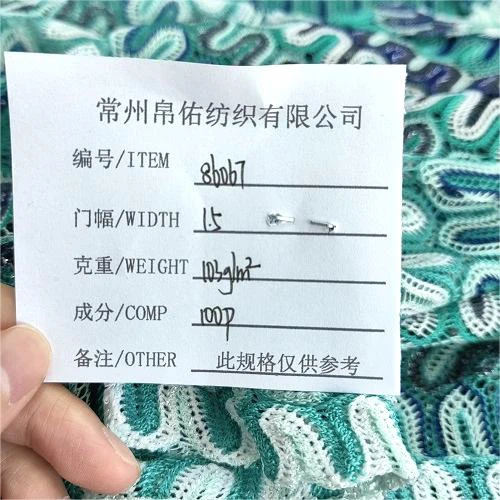 常州帛佑纺织有限公司
编号/ITEM 86067
门幅/WIDTH 1.5
克重/WEIGHT 103g/m²
成分/COMP 100P
备注/OTHER 此规格仅供参考